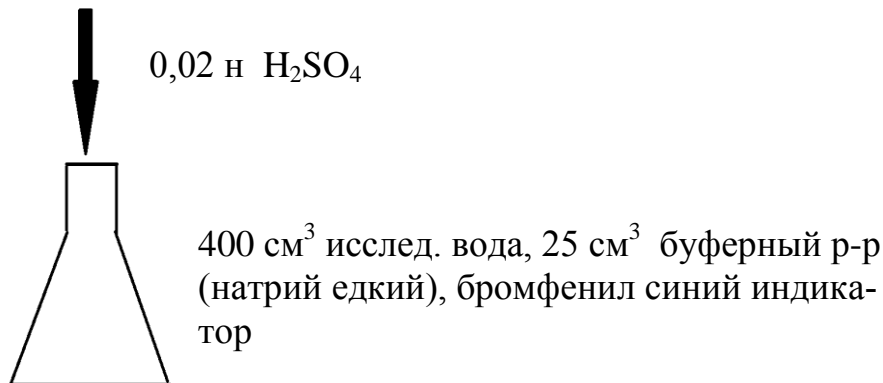 0,02 н H₂SO₄
400 см³ исслед. вода, 25 см³ буферный р-р
(натрий едкий), бромфенил синий индика-
тор